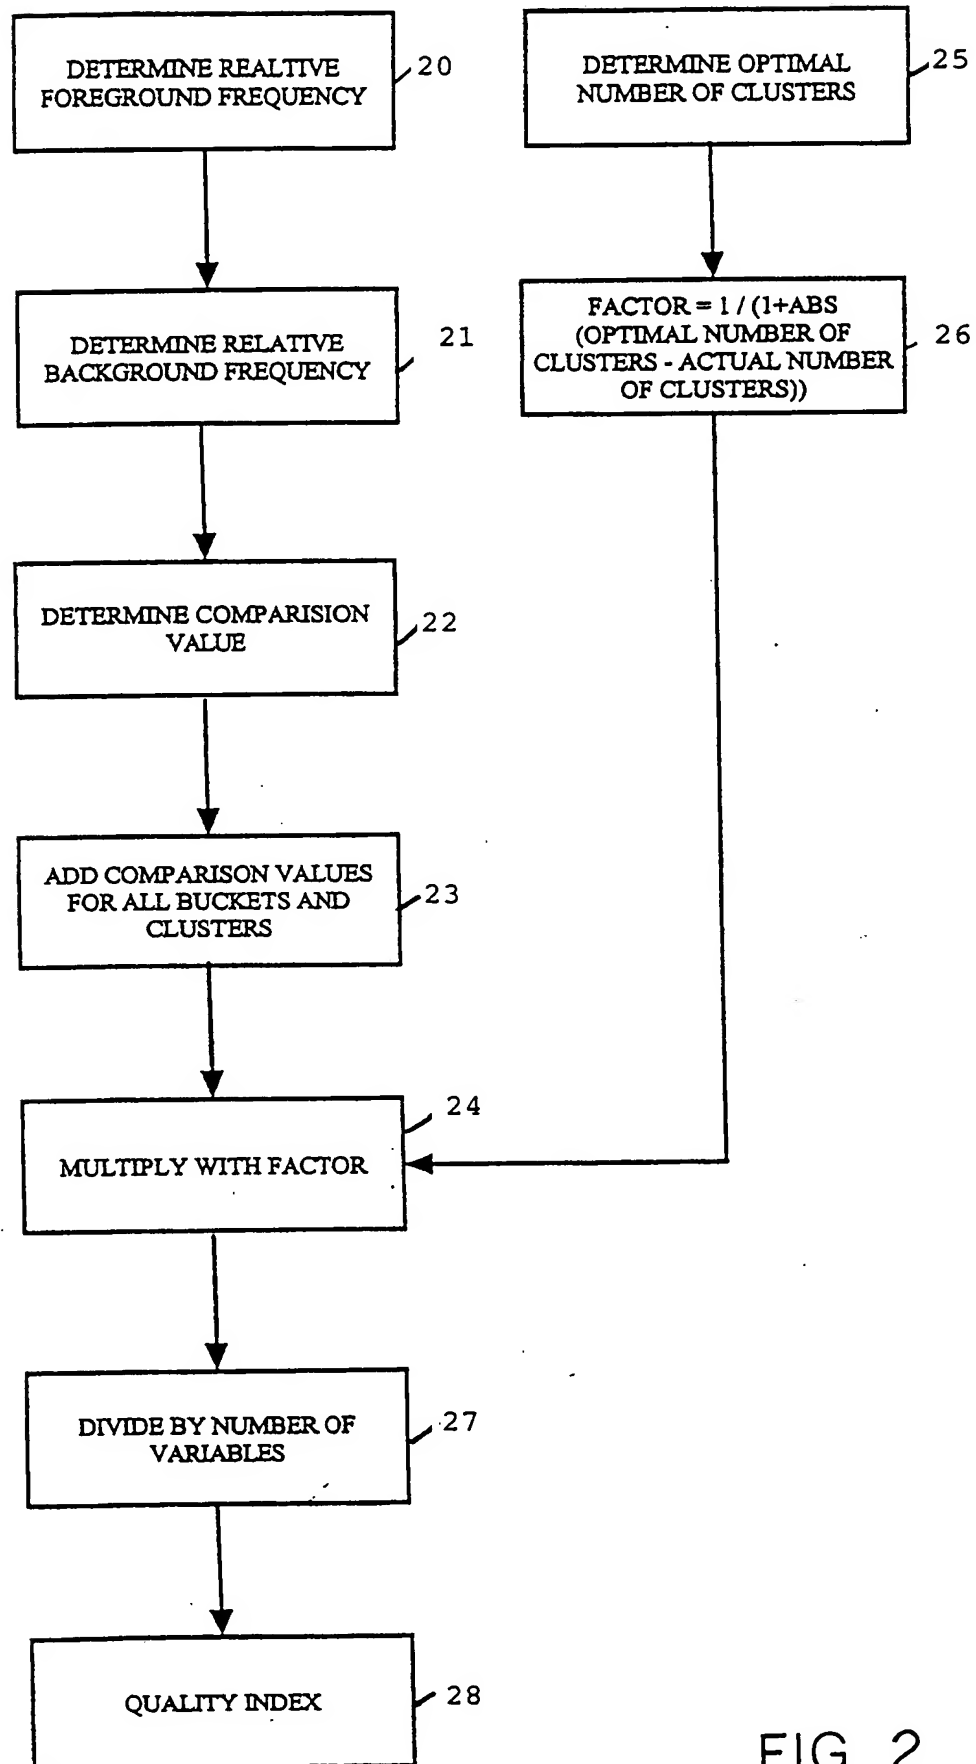 DETERMINE REALTIVE
FOREGROUND FREQUENCY
20
DETERMINE RELATIVE
BACKGROUND FREQUENCY
21
DETERMINE COMPARISION
VALUE
22
ADD COMPARISON VALUES
FOR ALL BUCKETS AND
CLUSTERS
23
24
MULTIPLY WITH FACTOR
DIVIDE BY NUMBER OF
VARIABLES
27
QUALITY INDEX
28
DETERMINE OPTIMAL
NUMBER OF CLUSTERS
25
FACTOR = 1 / (1+ABS
(OPTIMAL NUMBER OF
CLUSTERS - ACTUAL NUMBER
OF CLUSTERS))
26
FIG. 2